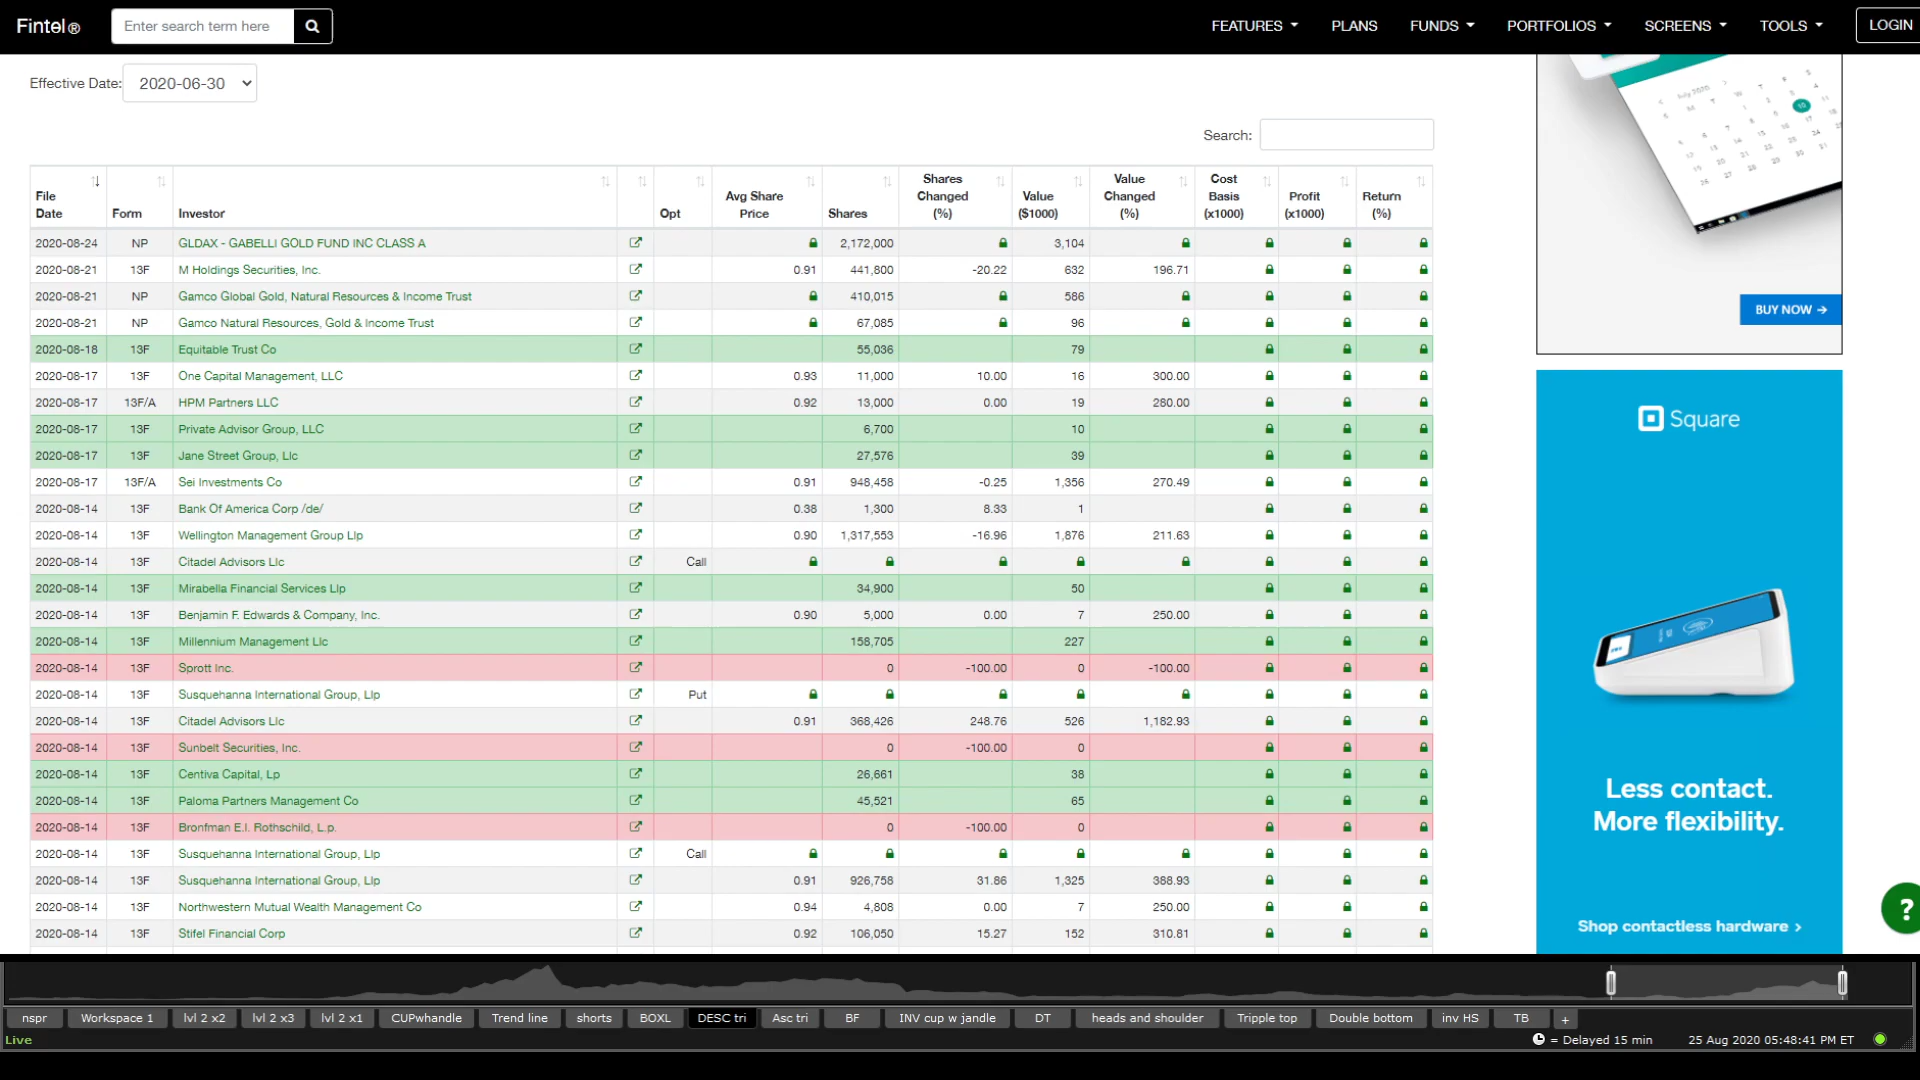 Fintel®
Enter search term here
FEATURES
PLANS
FUNDS
PORTFOLIOS
SCREENS
TOOLS
LOGIN
Effective Date: 2020-06-30
Search:
File Date Form Investor Opt Avg Share Price Shares Shares Changed (%) Value ($1000) Value Changed (%) Cost Basis (x1000) Profit (x1000) Return (%)
2020-08-24 NP GLDAX - GABELLI GOLD FUND INC CLASS A 2,172,000 3,104
2020-08-21 13F M Holdings Securities, Inc. 0.91 441,800 -20.22 632 196.71
2020-08-21 NP Gamco Global Gold, Natural Resources & Income Trust 410,015 586
2020-08-21 NP Gamco Natural Resources, Gold & Income Trust 67,085 96
2020-08-18 13F Equitable Trust Co 55,036 79
2020-08-17 13F One Capital Management, LLC 0.93 11,000 10.00 16 300.00
2020-08-17 13F/A HPM Partners LLC 0.92 13,000 0.00 19 280.00
2020-08-17 13F Private Advisor Group, LLC 6,700 10
2020-08-17 13F Jane Street Group, Llc 27,576 39
2020-08-17 13F/A Sei Investments Co 0.91 948,458 -0.25 1,356 270.49
2020-08-14 13F Bank Of America Corp /de/ 0.38 1,300 8.33 1
2020-08-14 13F Wellington Management Group Llp 0.90 1,317,553 -16.96 1,876 211.63
2020-08-14 13F Citadel Advisors Llc Call
2020-08-14 13F Mirabella Financial Services Llp 34,900 50
2020-08-14 13F Benjamin F. Edwards & Company, Inc. 0.90 5,000 0.00 7 250.00
2020-08-14 13F Millennium Management Llc 158,705 227
2020-08-14 13F Sprott Inc. 0 -100.00 0 -100.00
2020-08-14 13F Susquehanna International Group, Llp Put
2020-08-14 13F Citadel Advisors Llc 0.91 368,426 248.76 526 1,182.93
2020-08-14 13F Sunbelt Securities, Inc. 0 -100.00 0
2020-08-14 13F Centiva Capital, Lp 26,661 38
2020-08-14 13F Paloma Partners Management Co 45,521 65
2020-08-14 13F Bronfman E.l. Rothschild, L.p. 0 -100.00 0
2020-08-14 13F Susquehanna International Group, Llp Call
2020-08-14 13F Susquehanna International Group, Llp 0.91 926,758 31.86 1,325 388.93
2020-08-14 13F Northwestern Mutual Wealth Management Co 0.94 4,808 0.00 7 250.00
2020-08-14 13F Stifel Financial Corp 0.92 106,050 15.27 152 310.81
July 2020
BUY NOW →
Square
Less contact.
More flexibility.
Shop contactless hardware ›
?
nspr Workspace 1 lvl 2 x2 lvl 2 x3 lvl 2 x1 CUPwhandle Trend line shorts BOXL DESC tri Asc tri BF INV cup w jandle DT heads and shoulder Tripple top Double bottom inv HS TB +
Live = Delayed 15 min 25 Aug 2020 05:48:41 PM ET